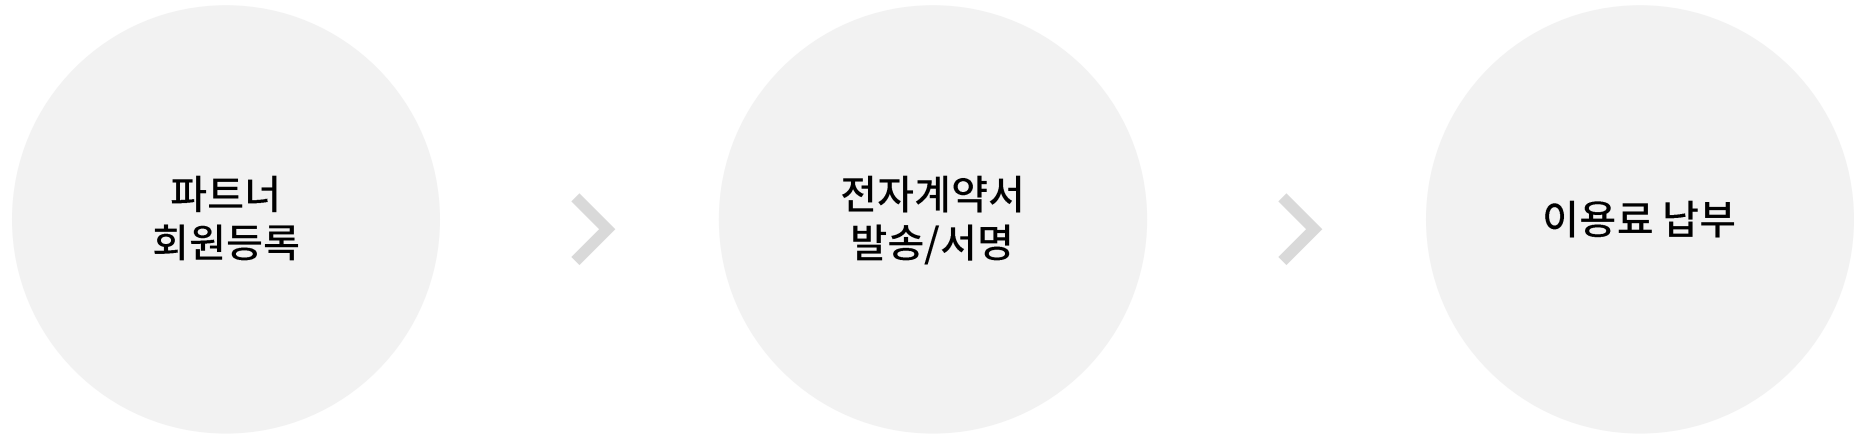 파트너
회원등록
전자계약서
발송/서명
이용료 납부